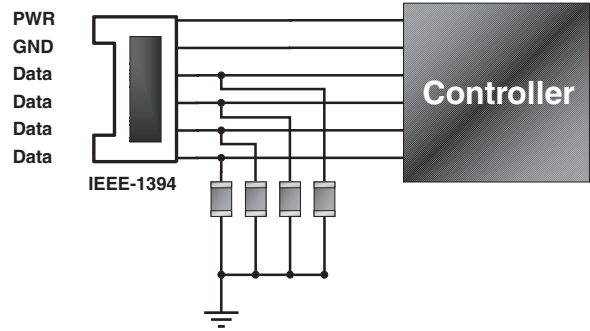 PWR
GND
Data
Data
Data
Data
IEEE-1394
Controller